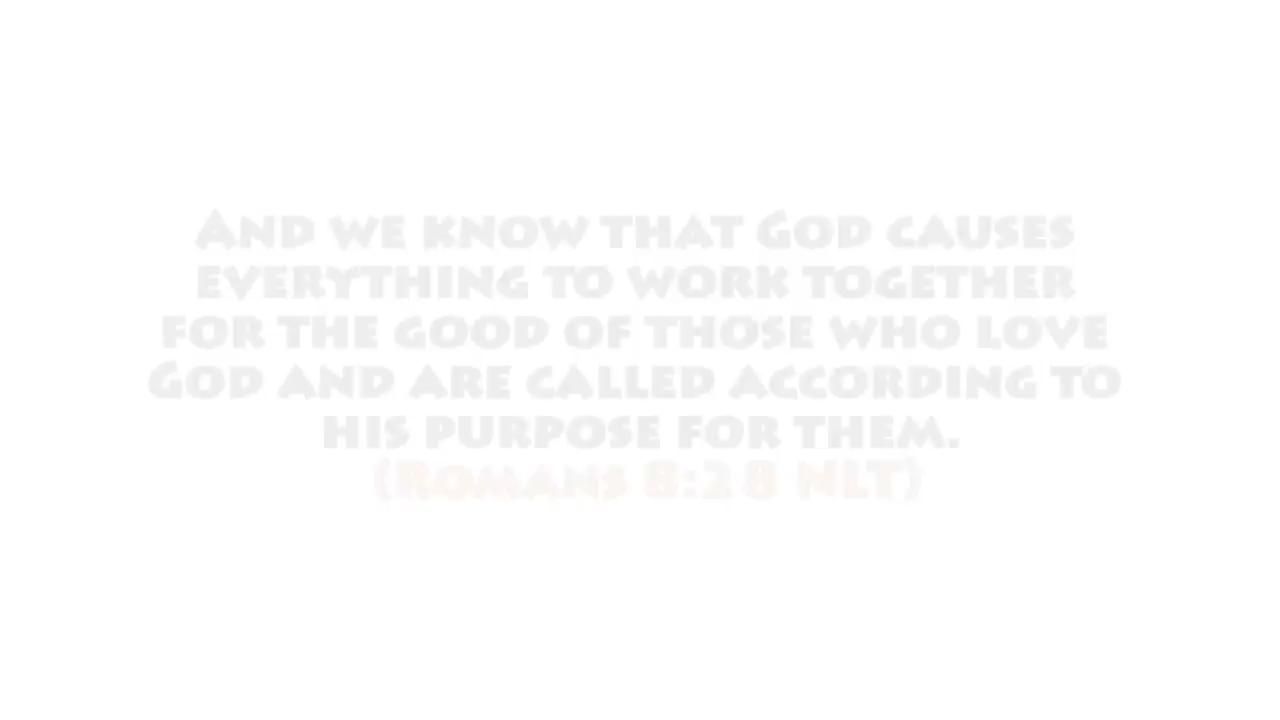 And we know that God causes
everything to work together
for the good of those who love
God and are called according to
his purpose for them.
(Romans 8:28 NLT)